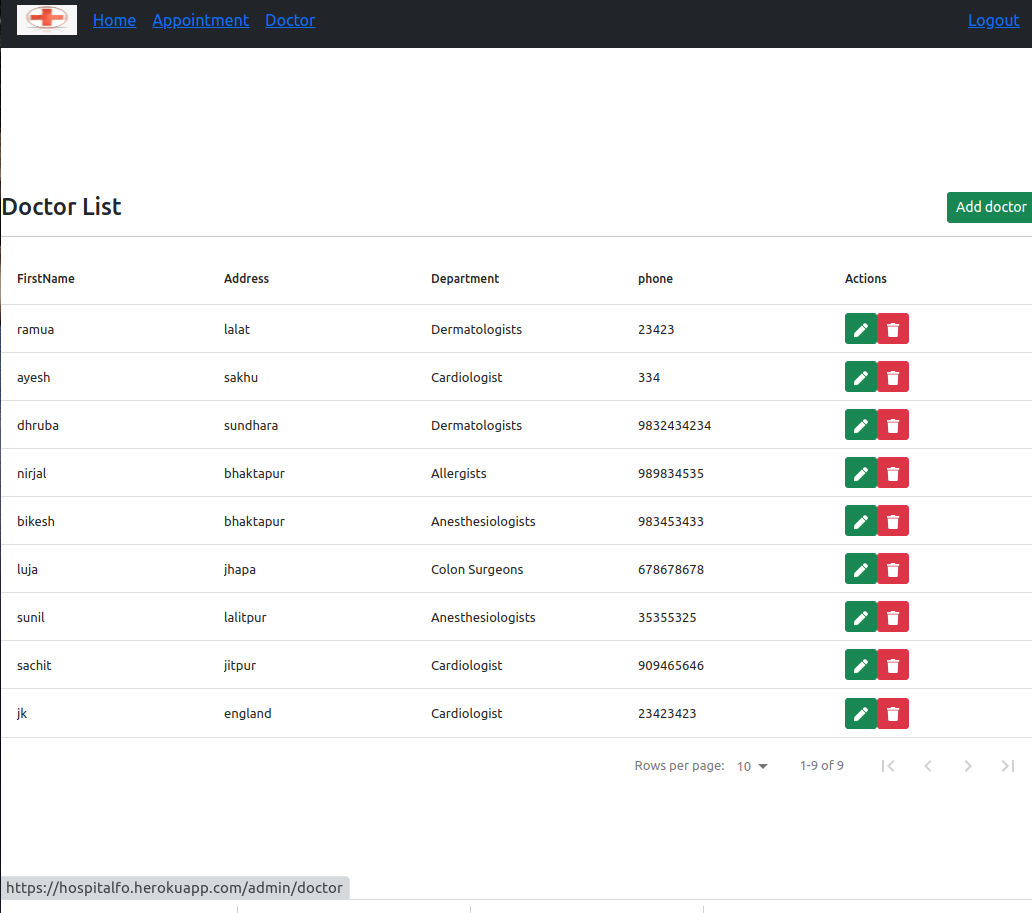 Home Appointment Doctor Logout
Doctor List Add doctor
FirstName Address Department phone Actions
ramua lalat Dermatologists 23423
ayesh sakhu Cardiologist 334
dhruba sundhara Dermatologists 9832434234
nirjal bhaktapur Allergists 989834535
bikesh bhaktapur Anesthesiologists 983453433
luja jhapa Colon Surgeons 678678678
sunil lalitpur Anesthesiologists 35355325
sachit jitpur Cardiologist 909465646
jk england Cardiologist 23423423
Rows per page: 10 1-9 of 9
https://hospitalfo.herokuapp.com/admin/doctor